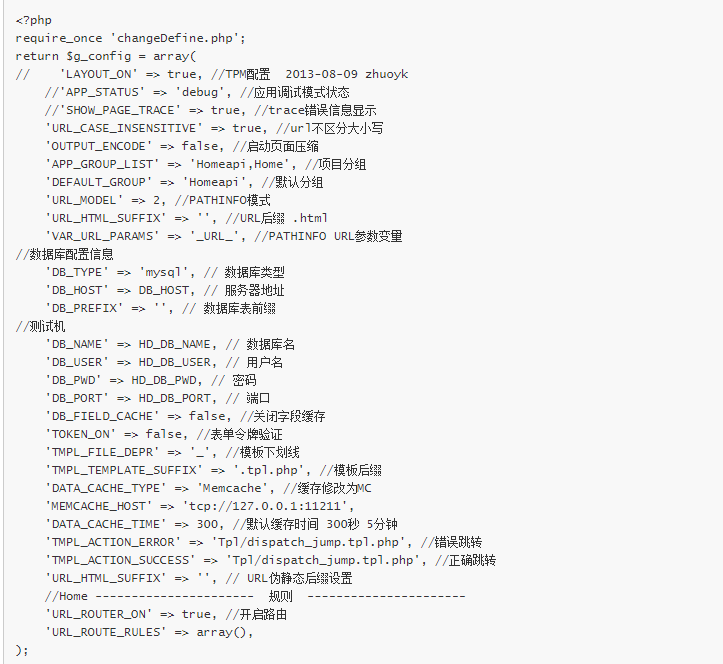 <?php
require_once 'changeDefine.php';
return $g_config = array(
//    'LAYOUT_ON' => true, //TPM配置  2013-08-09 zhuoyk
    //'APP_STATUS' => 'debug', //应用调试模式状态
    //'SHOW_PAGE_TRACE' => true, //trace错误信息显示
    'URL_CASE_INSENSITIVE' => true, //url不区分大小写
    'OUTPUT_ENCODE' => false, //启动页面压缩
    'APP_GROUP_LIST' => 'Homeapi,Home', //项目分组
    'DEFAULT_GROUP' => 'Homeapi', //默认分组
    'URL_MODEL' => 2, //PATHINFO模式
    'URL_HTML_SUFFIX' => '', //URL后缀 .html
    'VAR_URL_PARAMS' => '_URL_', //PATHINFO URL参数变量
//数据库配置信息
    'DB_TYPE' => 'mysql', // 数据库类型
    'DB_HOST' => DB_HOST, // 服务器地址
    'DB_PREFIX' => '', // 数据库表前缀
//测试机
    'DB_NAME' => HD_DB_NAME, // 数据库名
    'DB_USER' => HD_DB_USER, // 用户名
    'DB_PWD' => HD_DB_PWD, // 密码
    'DB_PORT' => HD_DB_PORT, // 端口
    'DB_FIELD_CACHE' => false, //关闭字段缓存
    'TOKEN_ON' => false, //表单令牌验证
    'TMPL_FILE_DEPR' => '_', //模板下划线
    'TMPL_TEMPLATE_SUFFIX' => '.tpl.php', //模板后缀
    'DATA_CACHE_TYPE' => 'Memcache', //缓存修改为MC
    'MEMCACHE_HOST' => 'tcp://127.0.0.1:11211',
    'DATA_CACHE_TIME' => 300, //默认缓存时间 300秒 5分钟
    'TMPL_ACTION_ERROR' => 'Tpl/dispatch_jump.tpl.php', //错误跳转
    'TMPL_ACTION_SUCCESS' => 'Tpl/dispatch_jump.tpl.php', //正确跳转
    'URL_HTML_SUFFIX' => '', // URL伪静态后缀设置
    //Home ----------------------  规则  ----------------------
    'URL_ROUTER_ON' => true, //开启路由
    'URL_ROUTE_RULES' => array(),
);